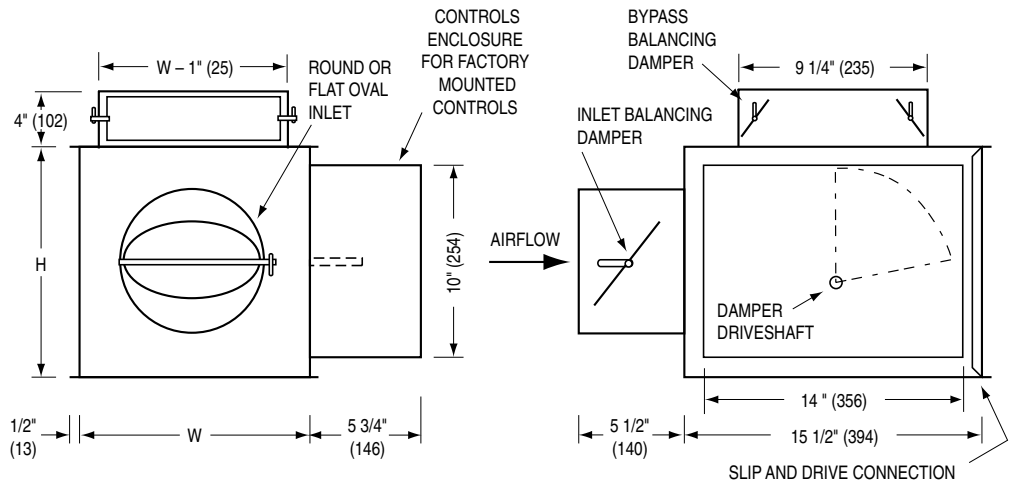 W – 1" (25)
4" (102)
ROUND OR
FLAT OVAL
INLET
CONTROLS
ENCLOSURE
FOR FACTORY
MOUNTED
CONTROLS
H
10" (254)
1/2"
(13)
W
5 3/4"
(146)
BYPASS
BALANCING
DAMPER
9 1/4" (235)
INLET BALANCING
DAMPER
AIRFLOW
DAMPER
DRIVESHAFT
14 " (356)
5 1/2"
(140)
15 1/2" (394)
SLIP AND DRIVE CONNECTION